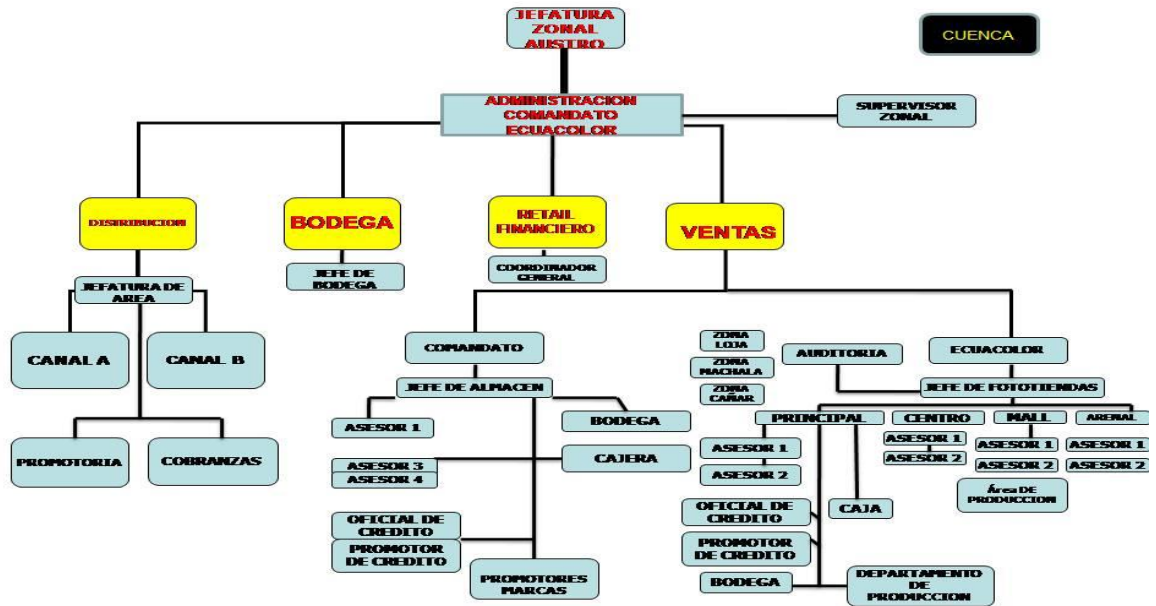 JEFATURA
ZONAL
AUSTRO
CUENCA
ADMINISTRACION
COMANDATO
ECUACOLOR
SUPERVISOR
ZONAL
DISTRIBUCION
BODEGA
RETAIL
FINANCIERO
VENTAS
JEFATURA DE
AREA
JEFE DE
BODEGA
COORDINADOR
GENERAL
CANAL A
CANAL B
PROMOTORIA
COBRANZAS
COMANDATO
JEFE DE ALMACEN
ASESOR 1
BODEGA
ASESOR 3
ASESOR 4
CAJERA
OFICIAL DE
CREDITO
PROMOTOR
DE CREDITO
PROMOTORES
MARCAS
ZONA
LOJA
ZONA
MACHALA
ZONA
CAÑAR
AUDITORIA
ECUACOLOR
JEFE DE FOTOTIENDAS
PRINCIPAL
CENTRO
MALL
ARENAL
ASESOR 1
ASESOR 2
ASESOR 1
ASESOR 2
ASESOR 1
ASESOR 2
ASESOR 1
ASESOR 2
Área DE
PRODUCCION
OFICIAL DE
CREDITO
CAJA
PROMOTOR
DE CREDITO
BODEGA
DEPARTAMENTO
DE
PRODUCCION